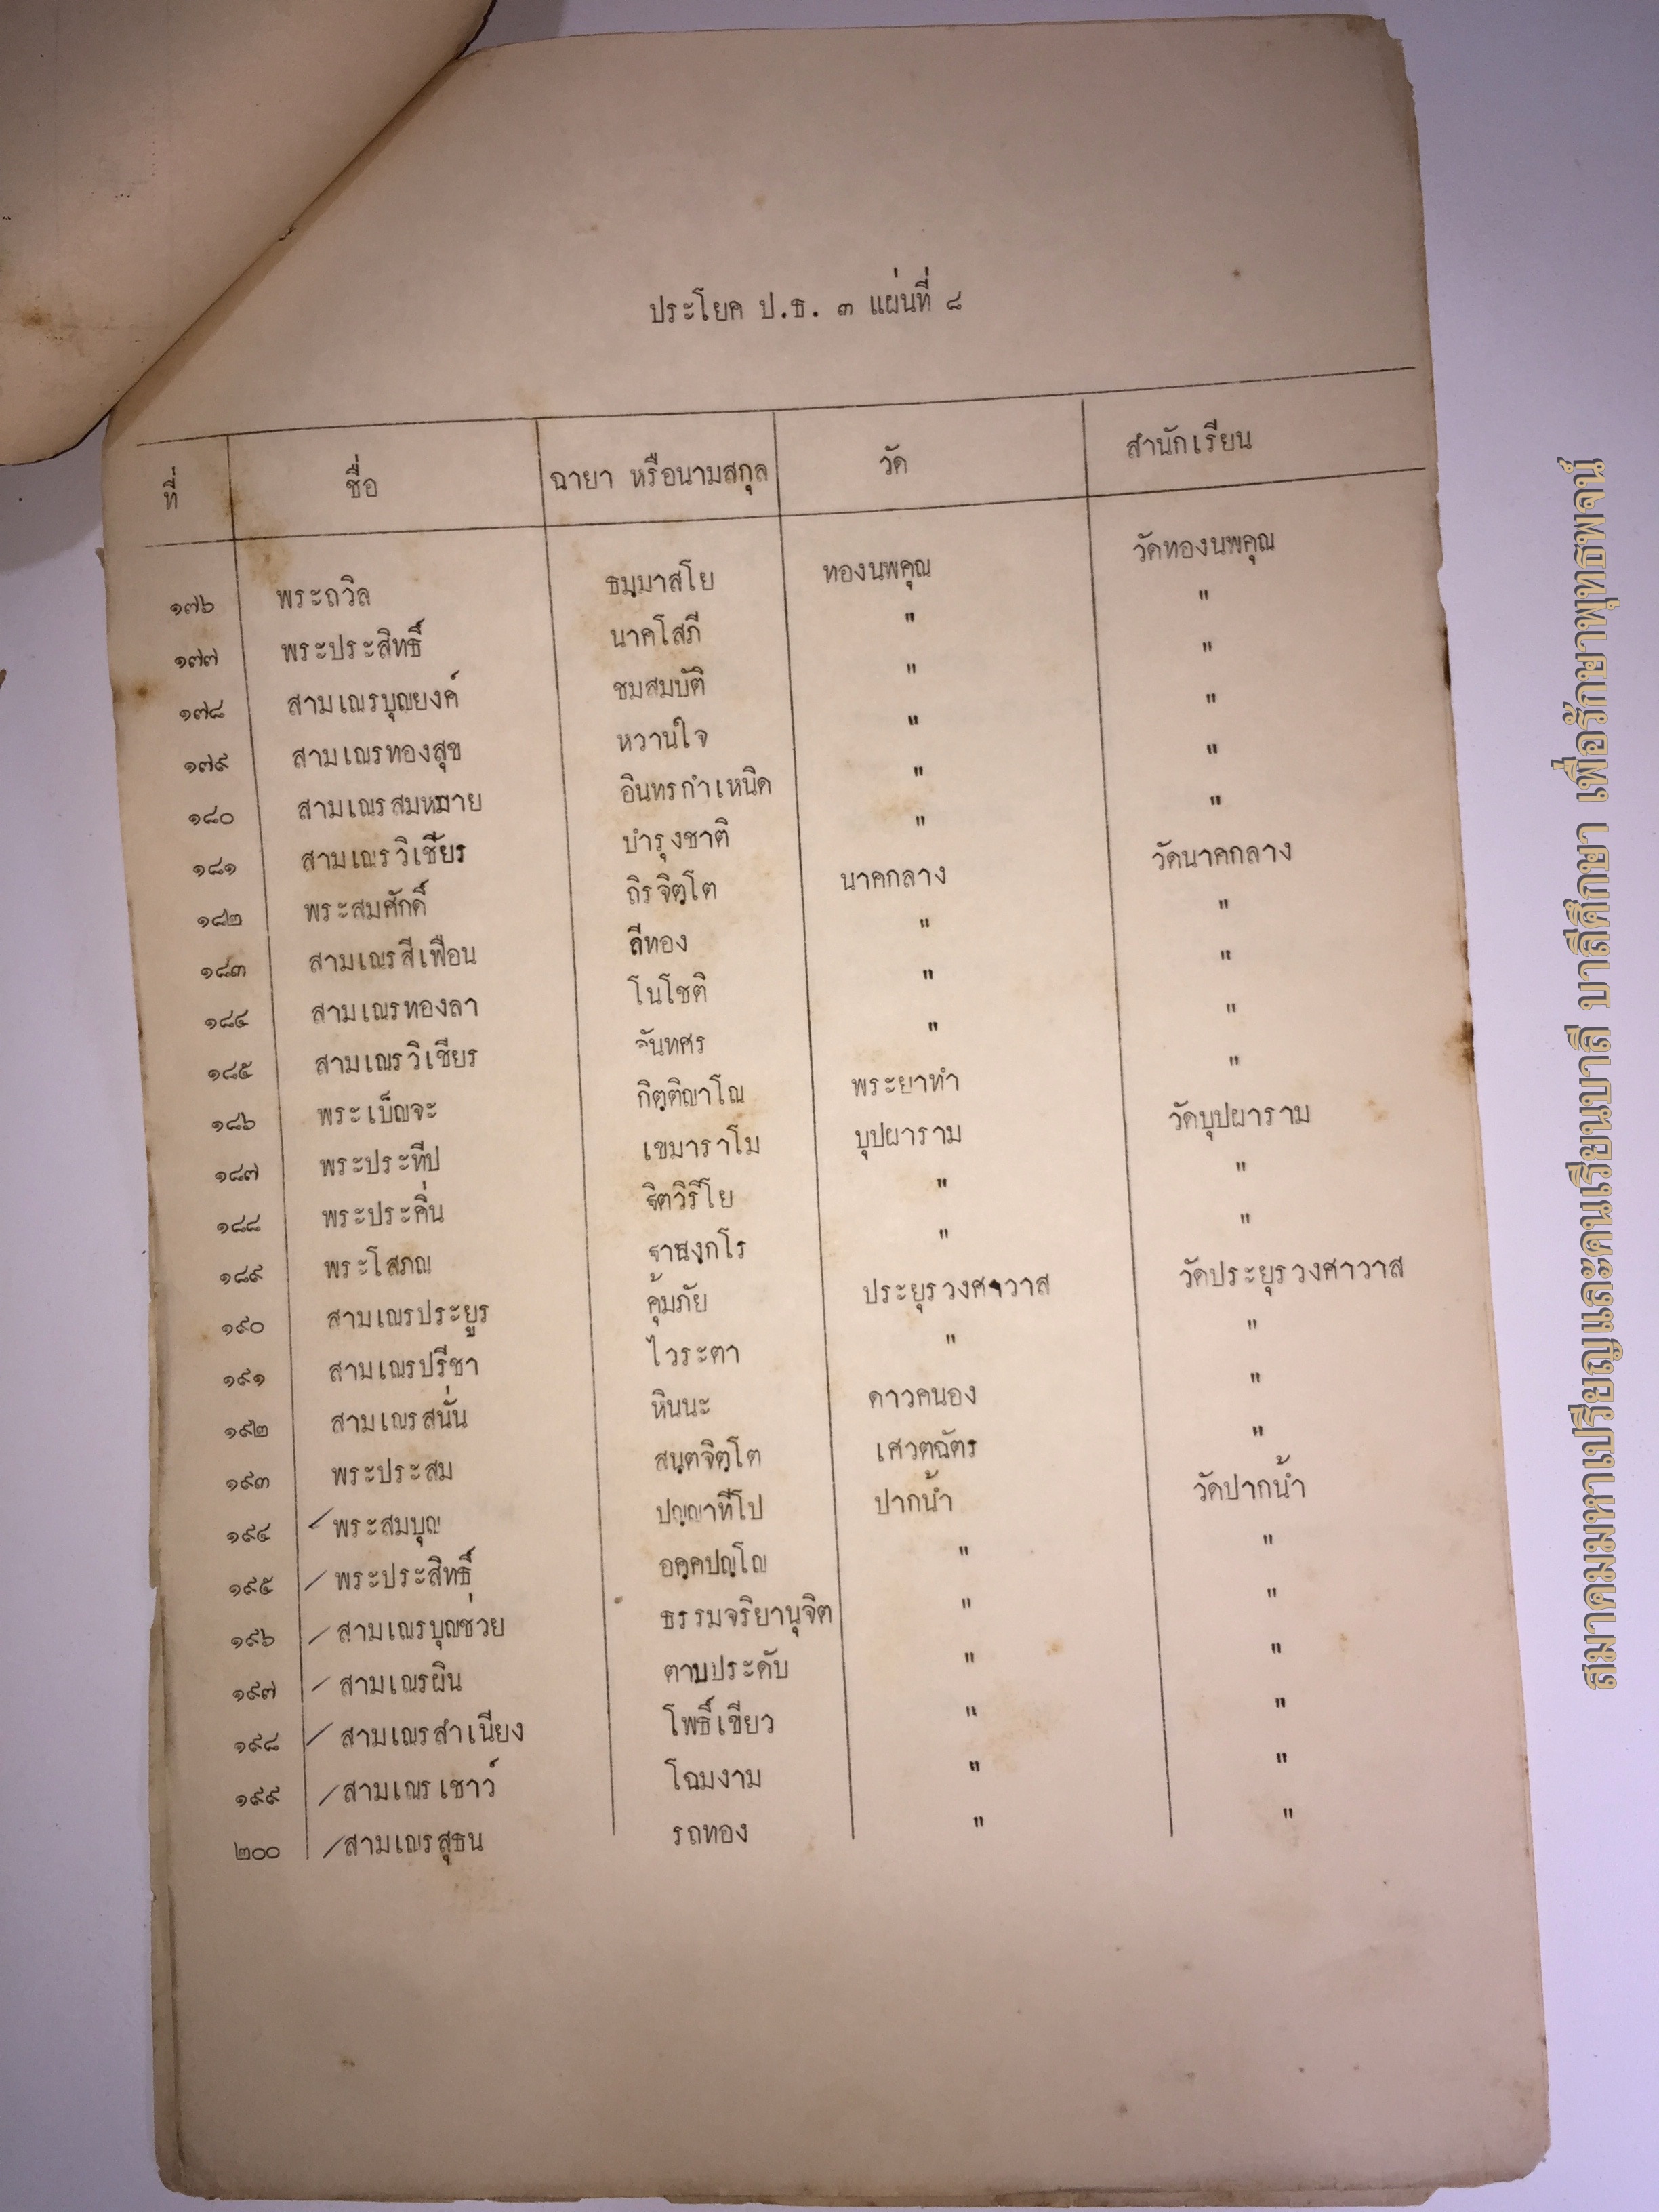 ประโยค ป.ธ. ๓ แผ่นที่ ๘
ที่ ชื่อ ฉายา หรือนามสกุล วัด สำนักเรียน
๑๗๖ พระถวิล ธมฺมาสโย ทองนพคุณ วัดทองนพคุณ
๑๗๗ พระประสิทธิ์ นาคโสภี " "
๑๗๘ สามเณรบุญยงค์ ชมสมบัติ " "
๑๗๙ สามเณรทองสุข หวานใจ " "
๑๘๐ สามเณรสมหมาย อินทรกำเหนิด " "
๑๘๑ สามเณรวิเชียร บำรุงชาติ " "
๑๘๒ พระสมศักดิ์ ถิรจิตฺโต นาคกลาง วัดนาคกลาง
๑๘๓ สามเณรสีเฟือน ลีทอง " "
๑๘๔ สามเณรทองลา โนโชติ " "
๑๘๕ สามเณรวิเชียร จันทศร " "
๑๘๖ พระเบ็ญจะ กิตฺติญาโณ พระยาทำ "
๑๘๗ พระประทีป เขมาราโม บุปผาราม วัดบุปผาราม
๑๘๘ พระประคิ่น ฐิตวิริโย " "
๑๘๙ พระโสภณ ฐานงฺกโร " "
๑๙๐ สามเณรประยูร คุ้มภัย ประยุรวงศาวาส วัดประยุรวงศาวาส
๑๙๑ สามเณรปรีชา ไวระตา " "
๑๙๒ สามเณรสนั่น หินนะ ดาวคนอง "
๑๙๓ พระประสม สนฺตจิตฺโต เศวตฉัตร "
๑๙๔ พระสมบุญ ปญฺญาทีโป ปากน้ำ วัดปากน้ำ
๑๙๕ พระประสิทธิ์ อคฺคปญฺโญ " "
๑๙๖ สามเณรบุญช่วย ธรรมจริยานุจิต " "
๑๙๗ สามเณรผิน ตาบประดับ " "
๑๙๘ สามเณรสำเนียง โพธิ์เขียว " "
๑๙๙ สามเณรเชาว์ โฉมงาม " "
๒๐๐ สามเณรสุธน รถทอง " "
สมาคมมหาเปรียญและคนเรียนบาลี บาลีศึกษา เพื่อรักษาพุทธพจน์